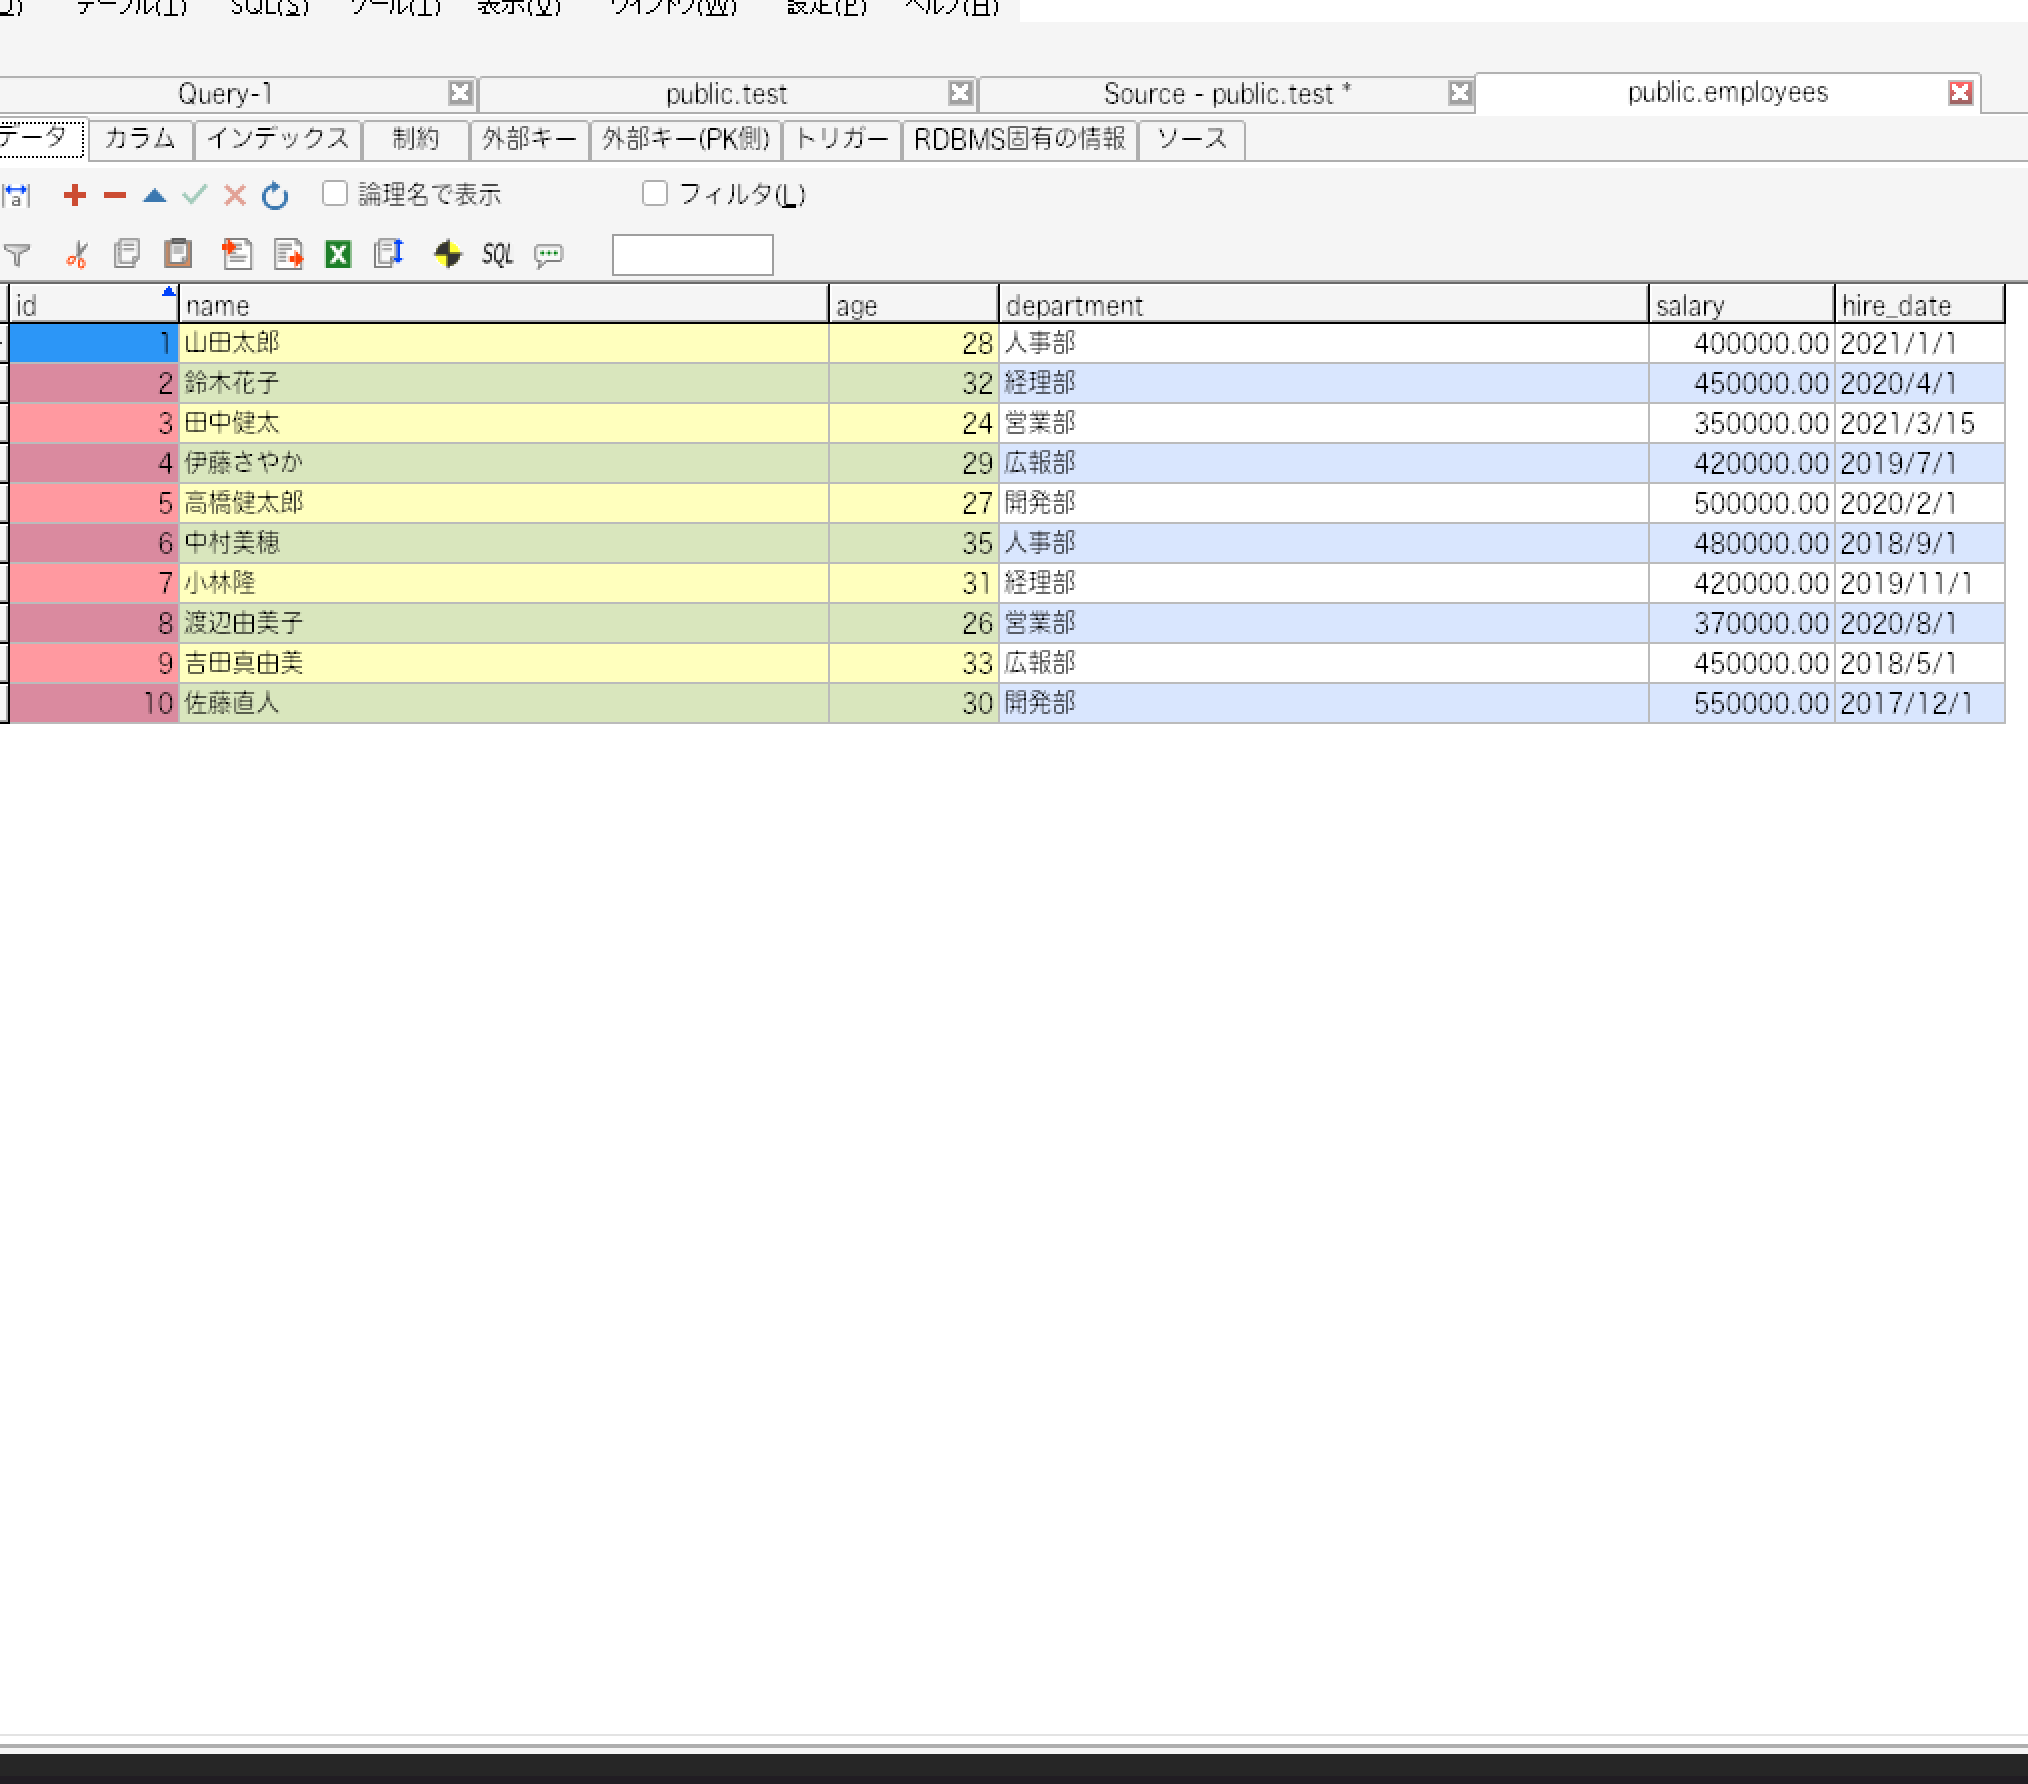 テーブル(T) SQL(S) ツール(T) 表示(V) ウインドウ(W) 設定(P) ヘルプ(H)
Query-1 public.test Source - public.test * public.employees
データ カラム インデックス 制約 外部キー 外部キー(PK側) トリガー RDBMS固有の情報 ソース
a 論理名で表示 フィルタ(L)
SQL
id name age department salary hire_date
1 山田太郎 28 人事部 400000.00 2021/1/1
2 鈴木花子 32 経理部 450000.00 2020/4/1
3 田中健太 24 営業部 350000.00 2021/3/15
4 伊藤さやか 29 広報部 420000.00 2019/7/1
5 高橋健太郎 27 開発部 500000.00 2020/2/1
6 中村美穂 35 人事部 480000.00 2018/9/1
7 小林隆 31 経理部 420000.00 2019/11/1
8 渡辺由美子 26 営業部 370000.00 2020/8/1
9 吉田真由美 33 広報部 450000.00 2018/5/1
10 佐藤直人 30 開発部 550000.00 2017/12/1